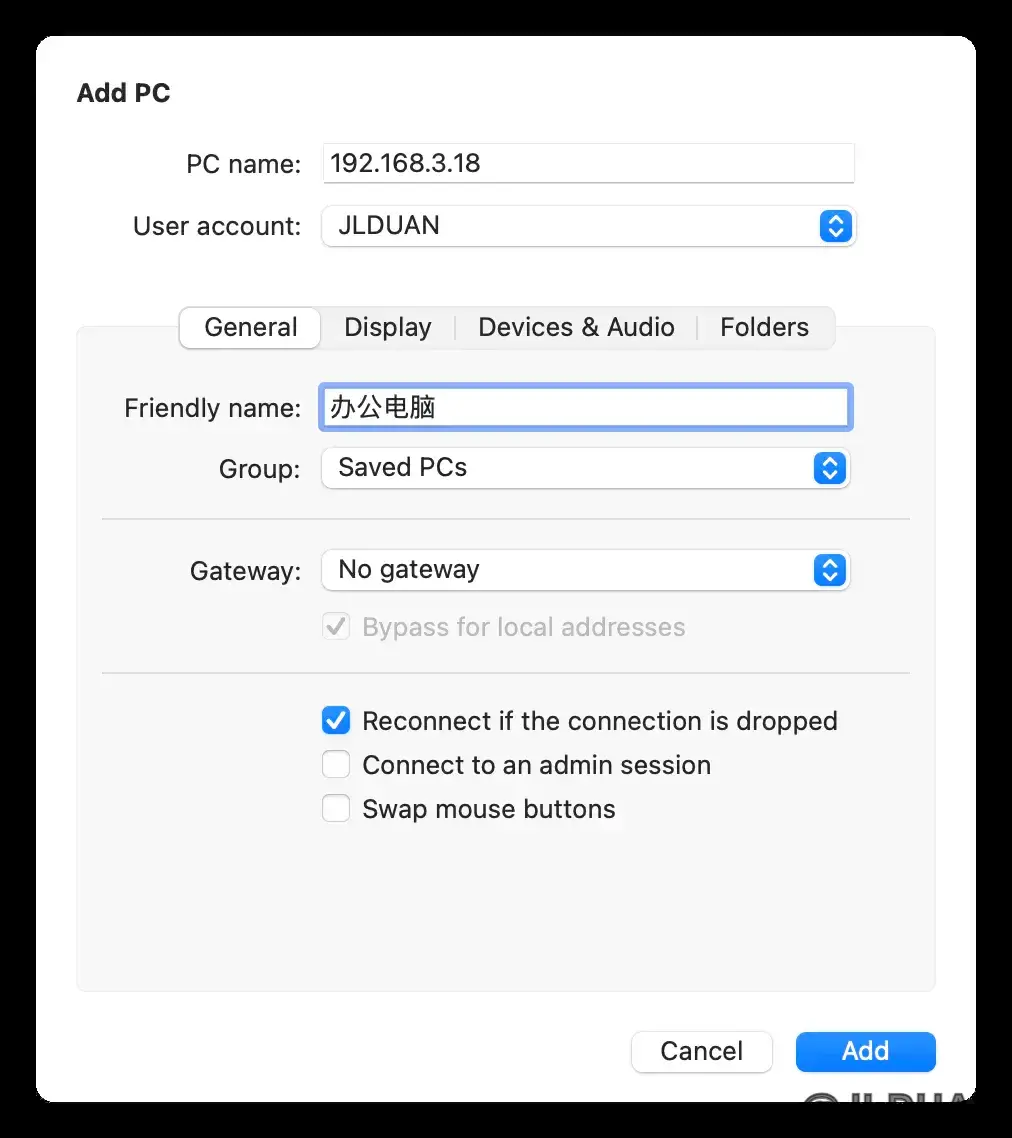 Add PC
PC name: 192.168.3.18
User account: JLDUAN
General Display Devices & Audio Folders
Friendly name: 办公电脑
Group: Saved PCs
Gateway: No gateway
Bypass for local addresses
Reconnect if the connection is dropped
Connect to an admin session
Swap mouse buttons
Cancel Add